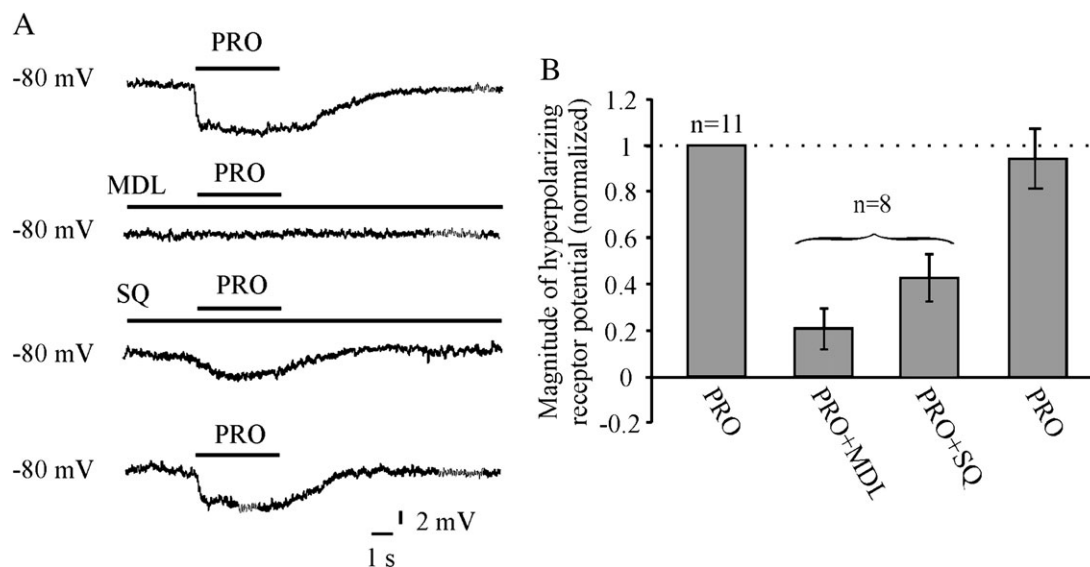 A
PRO
-80 mV
MDL
PRO
-80 mV
SQ
PRO
-80 mV
PRO
-80 mV
2 mV
1 s
B
Magnitude of hyperpolarizing
receptor potential (normalized)
1.2
1
0.8
0.6
0.4
0.2
0
-0.2
n=11
n=8
PRO
PRO+MDL
PRO+SQ
PRO